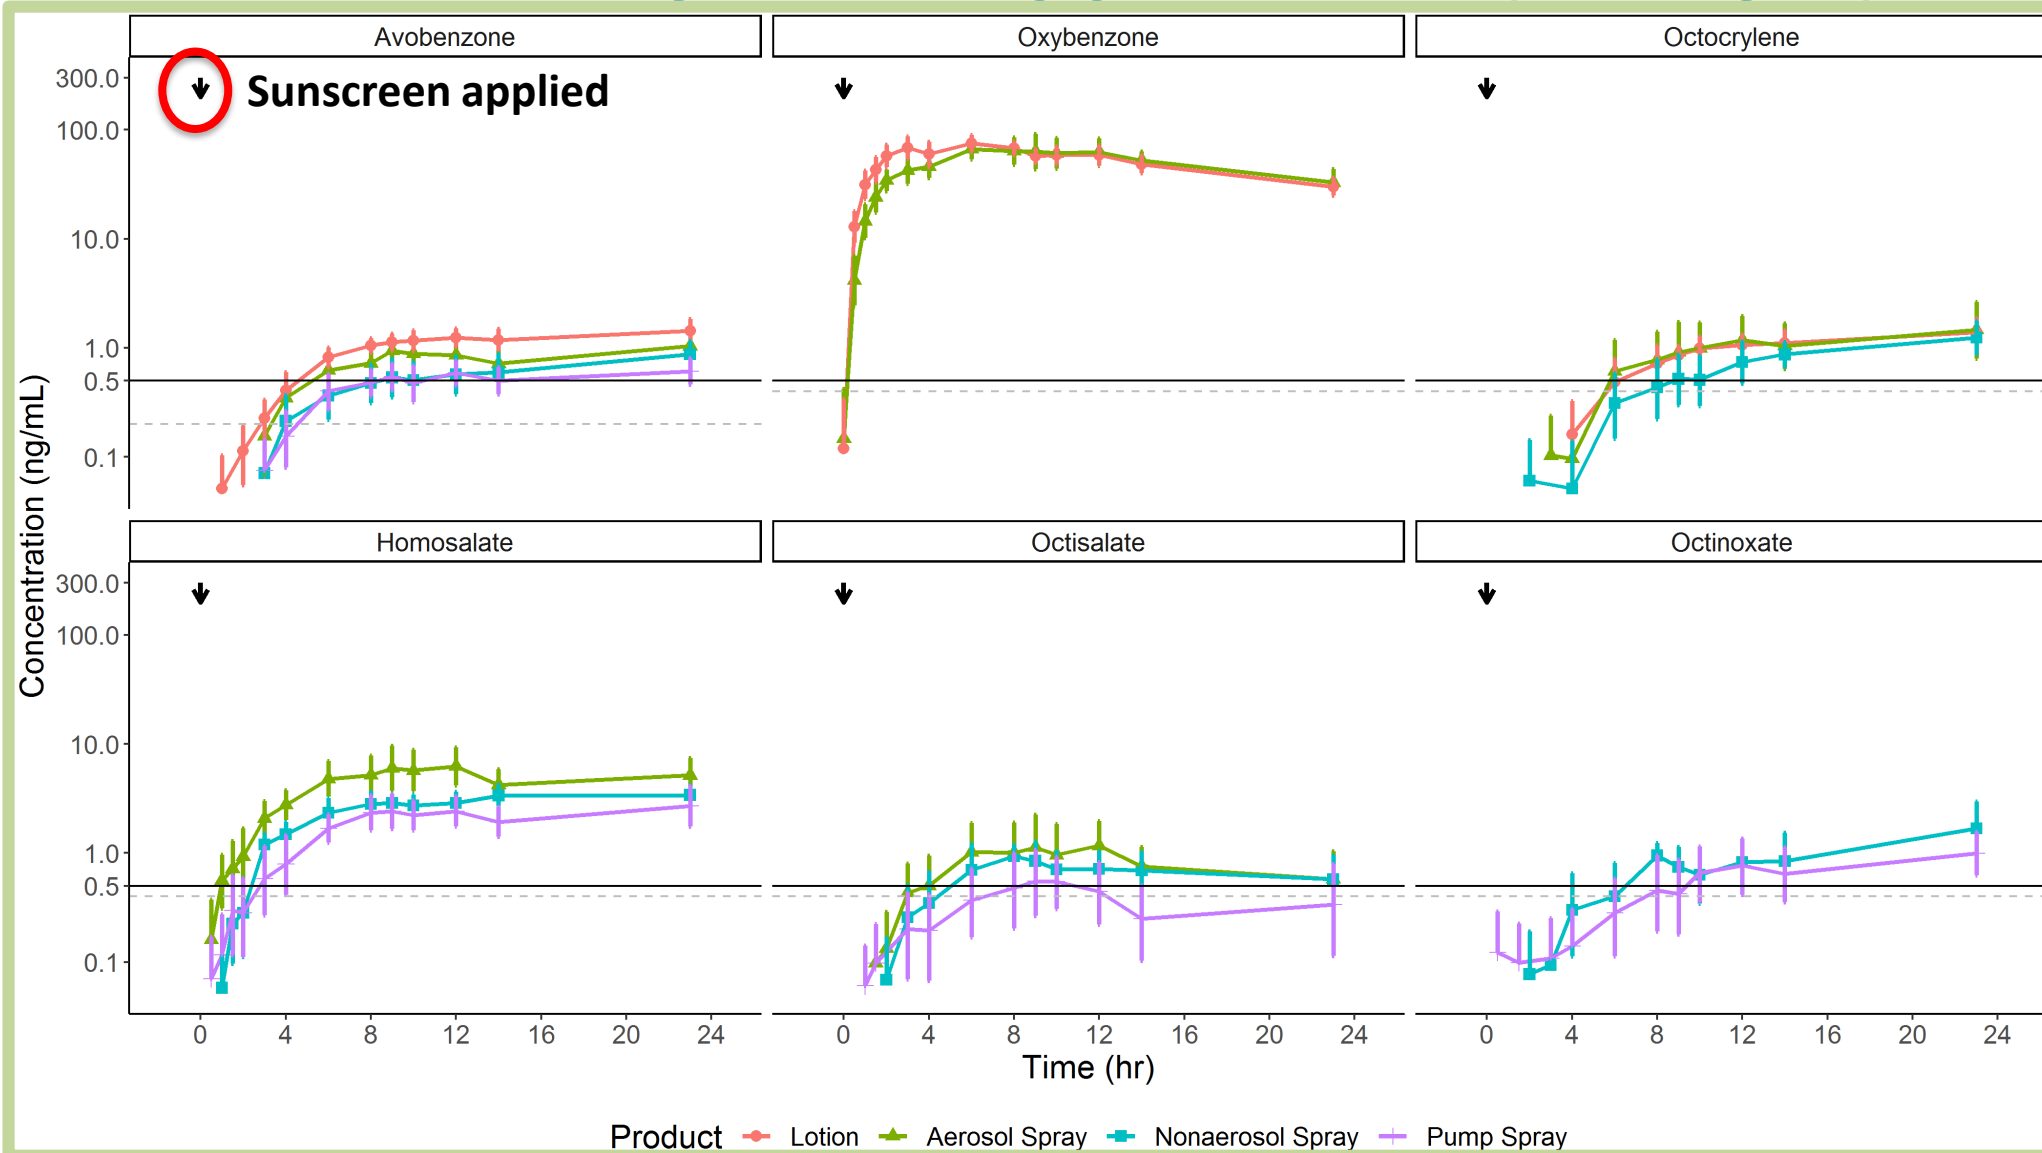 Avobenzone
Oxybenzone
Octocrylene
Sunscreen applied
300.0
100.0
10.0
1.0
0.5
0.1
Homosalate
Octisalate
Octinoxate
300.0
100.0
10.0
1.0
0.5
0.1
Concentration (ng/mL)
0 4 8 12 16 20 24
0 4 8 12 16 20 24
0 4 8 12 16 20 24
Time (hr)
Product Lotion Aerosol Spray Nonaerosol Spray Pump Spray